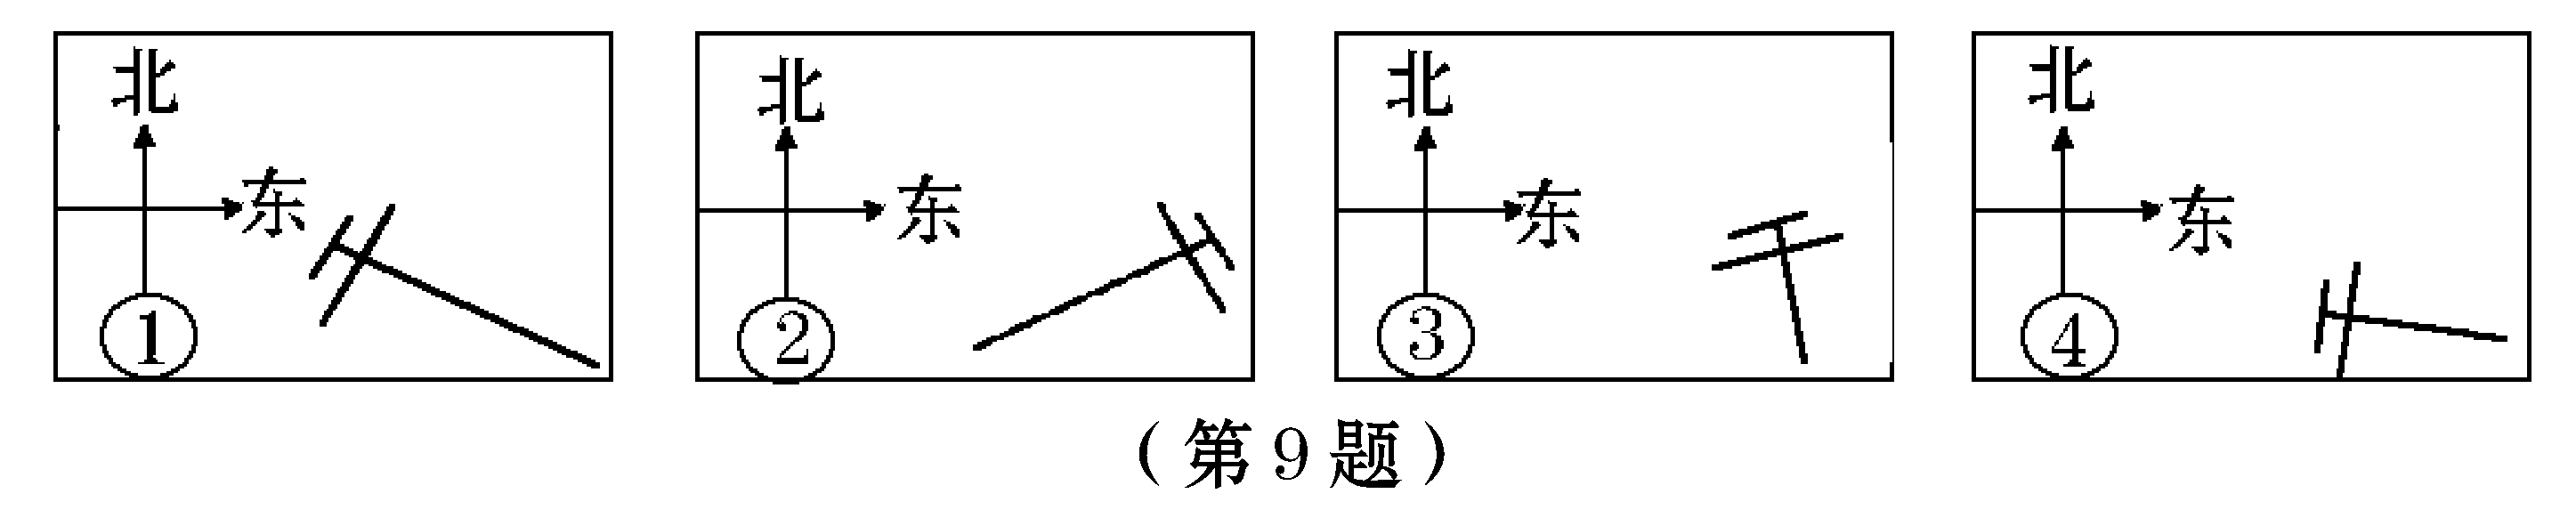 北 北 北 北
东 东 东 东
① ② ③ ④
（第9题）